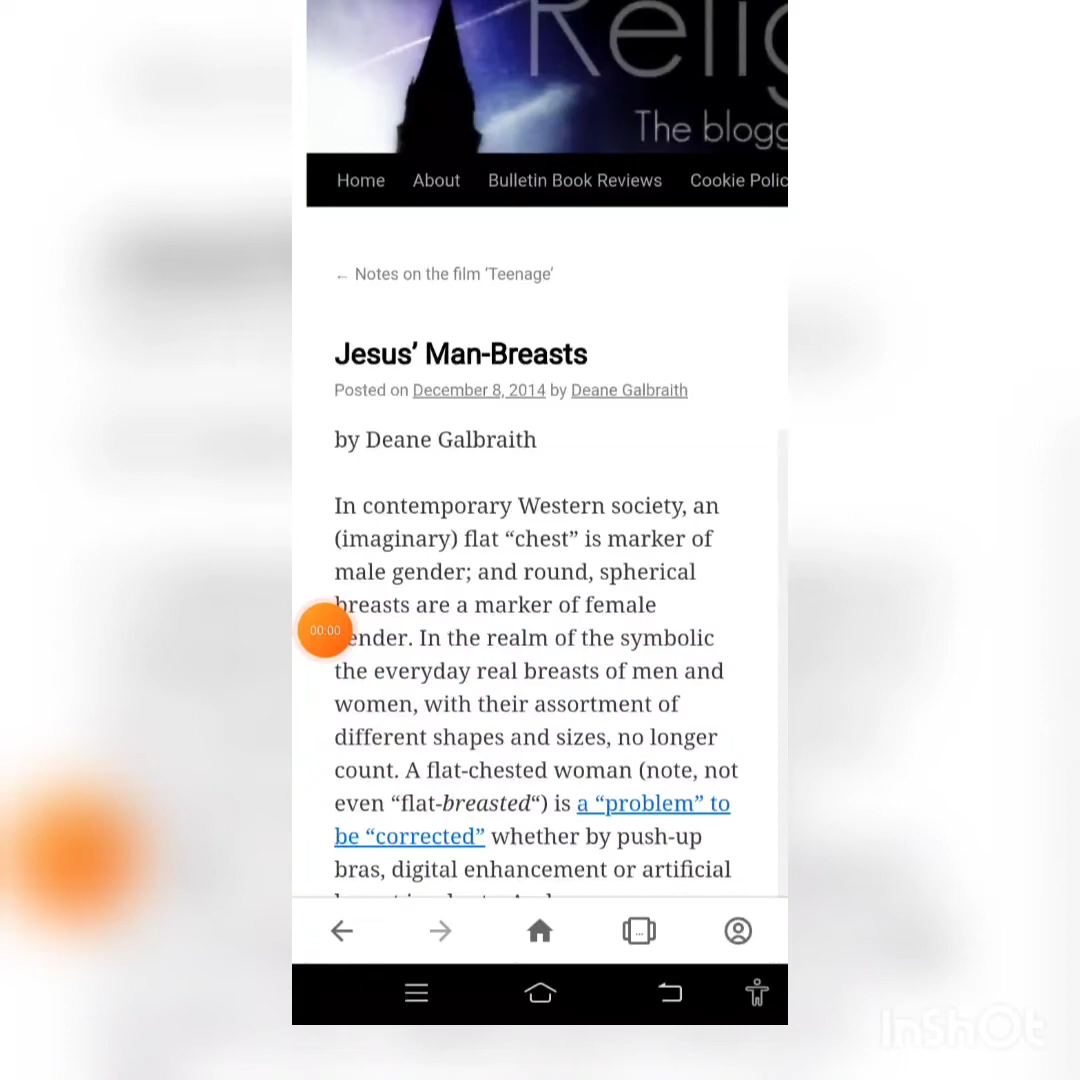 Relig
The blogg
Home About Bulletin Book Reviews Cookie Polic
← Notes on the film ‘Teenage’
Jesus’ Man-Breasts
Posted on December 8, 2014 by Deane Galbraith
by Deane Galbraith
In contemporary Western society, an
(imaginary) flat “chest” is marker of
male gender; and round, spherical
breasts are a marker of female
00:00
ender. In the realm of the symbolic
the everyday real breasts of men and
women, with their assortment of
different shapes and sizes, no longer
count. A flat-chested woman (note, not
even “flat-breasted“) is a “problem” to
be “corrected” whether by push-up
bras, digital enhancement or artificial
InShOt